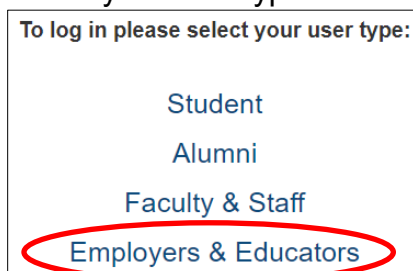 To log in please select your user type:
Student
Alumni
Faculty & Staff
Employers & Educators